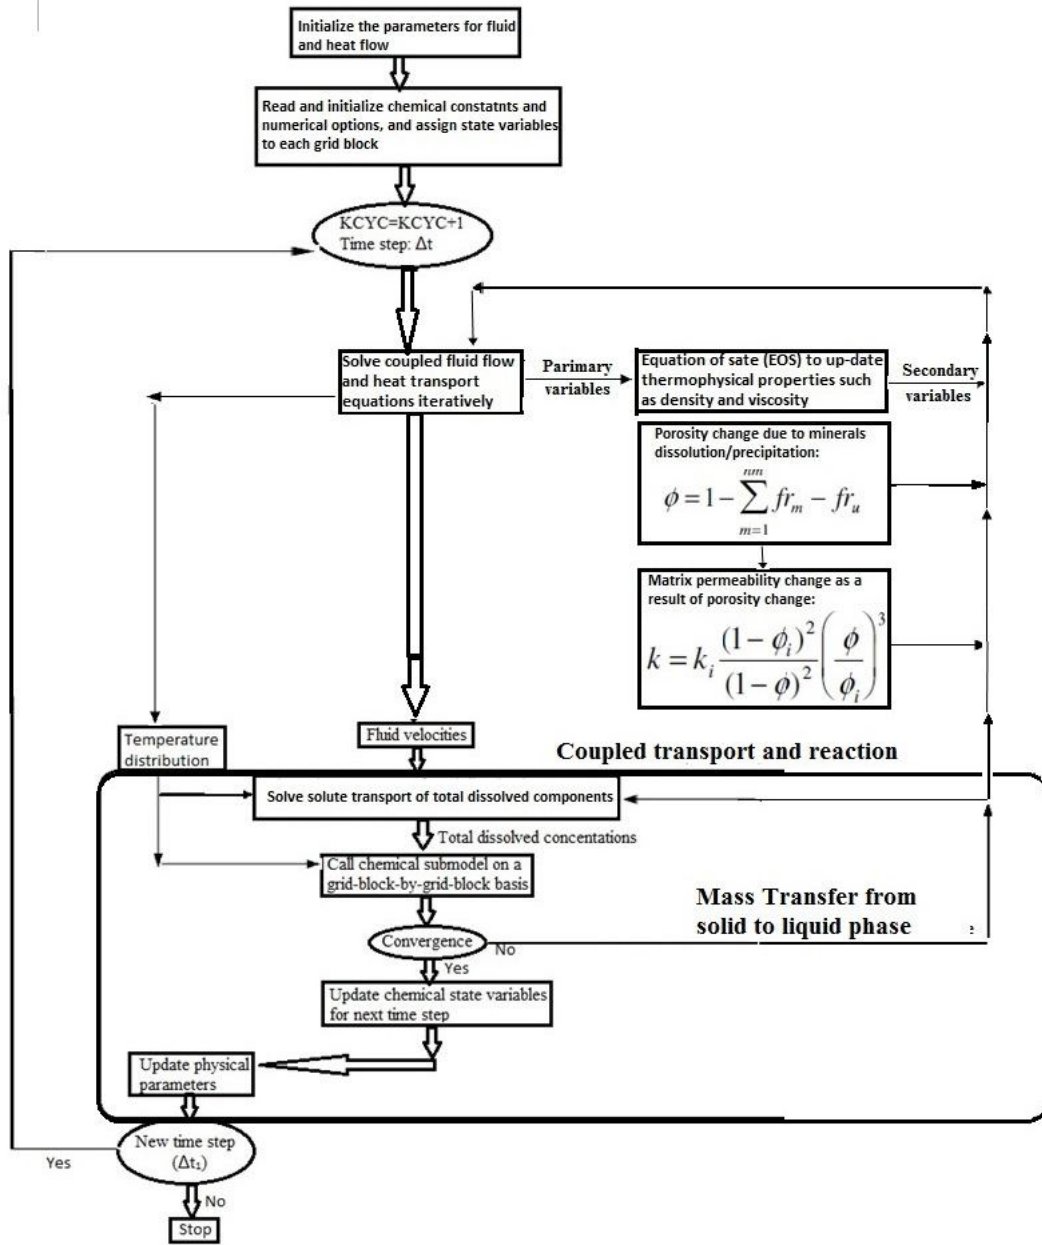 Initialize the parameters for fluid
and heat flow
Read and initialize chemical constatnts and
numerical options, and assign state variables
to each grid block
KCYC=KCYC+1
Time step: Δt
Solve coupled fluid flow
and heat transport
equations iteratively
Parimary
variables
Equation of sate (EOS) to up-date
thermophysical properties such
as density and viscosity
Secondary
variables
Porosity change due to minerals
dissolution/precipitation:
ϕ = 1 − ∑_{m=1}^{nm} fr_m − fr_u
Matrix permeability change as a
result of porosity change:
k = k_i \frac{(1 − ϕ_i)^2}{(1 − ϕ)^2} (\frac{ϕ}{ϕ_i})^3
Temperature
distribution
Fluid velocities
Coupled transport and reaction
Solve solute transport of total dissolved components
Total dissolved concentations
Call chemical submodel on a
grid-block-by-grid-block basis
Mass Transfer from
solid to liquid phase
Convergence
No
Yes
Update chemical state variables
for next time step
Update physical
parameters
New time step
(Δt₁)
Yes
No
Stop